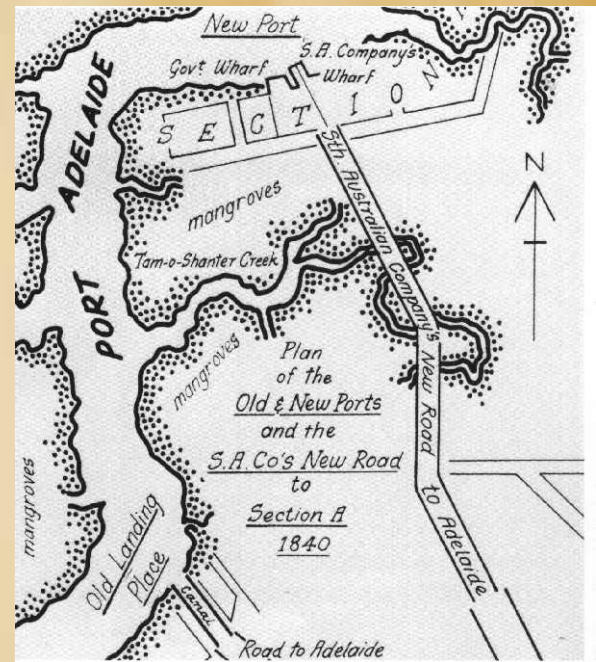 New Port
S.A. Company's
Wharf
Govt Wharf
SECTION
N
PORT ADELAIDE
mangroves
Tam-o-Shanter Creek
Sth. Australian Company's New Road to Adelaide
mangroves
Plan
of the
Old & New Ports
and the
S.A. Co's New Road
to
Section A
1840
mangroves
Old Landing
Place
Canal
Road to Adelaide